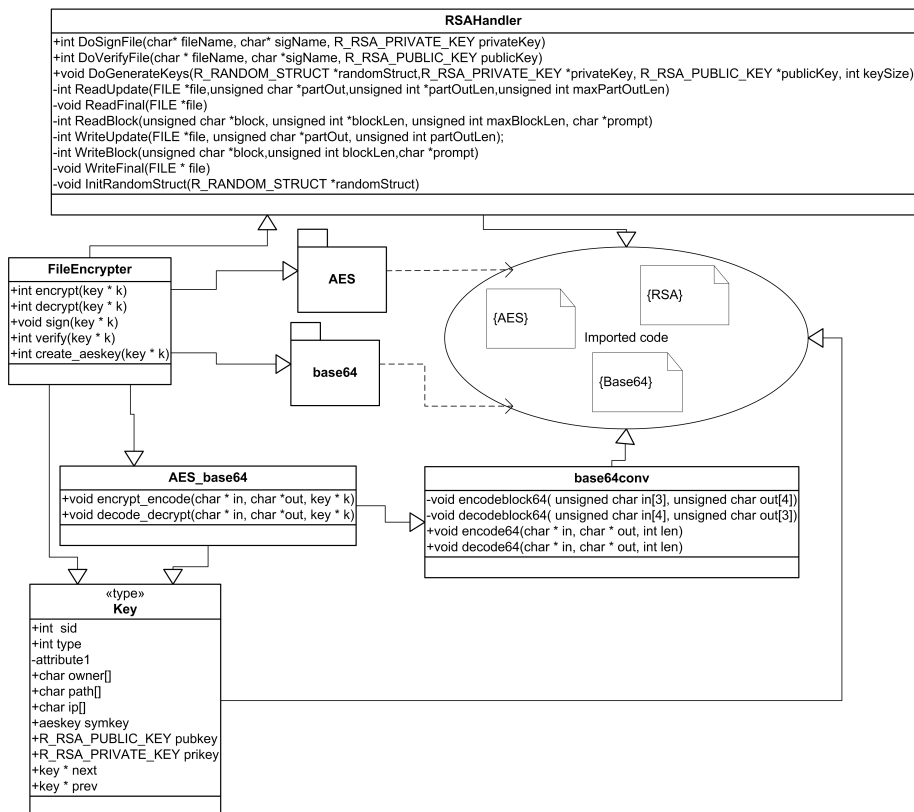 RSAHandler
+int DoSignFile(char* fileName, char* sigName, R_RSA_PRIVATE_KEY privateKey)
+int DoVerifyFile(char * fileName, char *sigName, R_RSA_PUBLIC_KEY publicKey)
+void DoGenerateKeys(R_RANDOM_STRUCT *randomStruct,R_RSA_PRIVATE_KEY *privateKey, R_RSA_PUBLIC_KEY *publicKey, int keySize)
-int ReadUpdate(FILE *file,unsigned char *partOut,unsigned int *partOutLen,unsigned int maxPartOutLen)
-void ReadFinal(FILE *file)
-int ReadBlock(unsigned char *block, unsigned int *blockLen, unsigned int maxBlockLen, char *prompt)
-int WriteUpdate(FILE *file, unsigned char *partOut, unsigned int partOutLen);
-int WriteBlock(unsigned char *block,unsigned int blockLen,char *prompt)
-void WriteFinal(FILE * file)
-void InitRandomStruct(R_RANDOM_STRUCT *randomStruct)
FileEncrypter
+int encrypt(key * k)
+int decrypt(key * k)
+void sign(key * k)
+int verify(key * k)
+int create_aeskey(key * k)
AES
base64
{AES}
{RSA}
Imported code
{Base64}
AES_base64
+void encrypt_encode(char * in, char *out, key * k)
+void decode_decrypt(char * in, char *out, key * k)
base64conv
-void encodeblock64( unsigned char in[3], unsigned char out[4])
-void decodeblock64( unsigned char in[4], unsigned char out[3])
+void encode64(char * in, char * out, int len)
+void decode64(char * in, char * out, int len)
«type»
Key
+int sid
+int type
-attribute1
+char owner[]
+char path[]
+char ip[]
+aeskey symkey
+R_RSA_PUBLIC_KEY pubkey
+R_RSA_PRIVATE_KEY prikey
+key * next
+key * prev